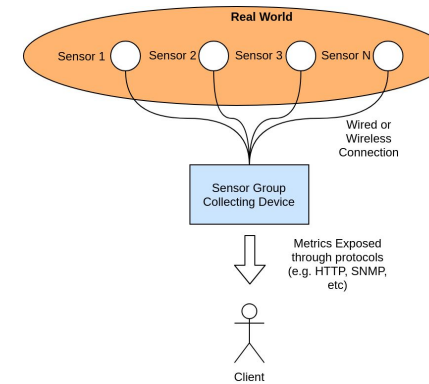 Real World
Sensor 1
Sensor 2
Sensor 3
Sensor N
Wired or
Wireless
Connection
Sensor Group
Collecting Device
Metrics Exposed
through protocols
(e.g. HTTP, SNMP,
etc)
Client